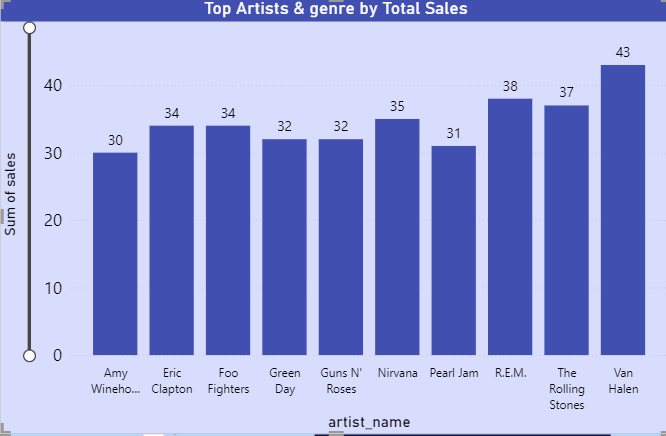 Top Artists & genre by Total Sales
Sum of sales
40
30
20
10
0
30
34
34
32
32
35
31
38
37
43
Amy
Wineho...
Eric
Clapton
Foo
Fighters
Green
Day
Guns N'
Roses
Nirvana
Pearl Jam
R.E.M.
The
Rolling
Stones
Van
Halen
artist_name